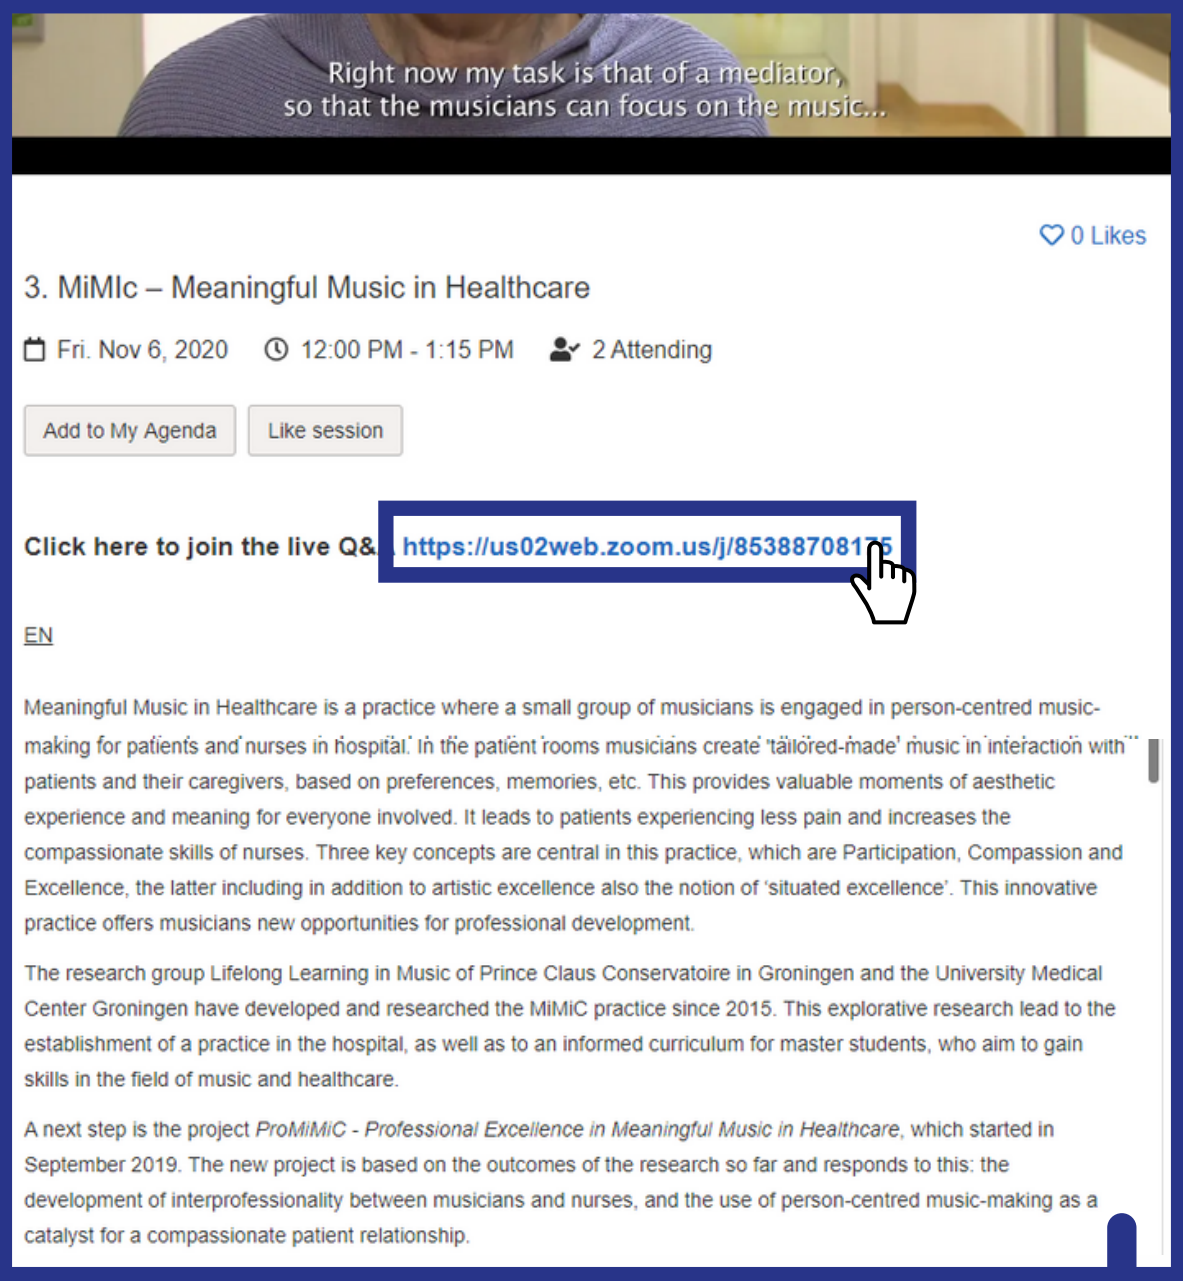 Right now my task is that of a mediator,
so that the musicians can focus on the music...
0 Likes
3. MiMIc – Meaningful Music in Healthcare
Fri. Nov 6, 2020 12:00 PM - 1:15 PM 2 Attending
Add to My Agenda Like session
Click here to join the live Q& https://us02web.zoom.us/j/85388708175
EN
Meaningful Music in Healthcare is a practice where a small group of musicians is engaged in person-centred music-
making for patients and nurses in hospital. In the patient rooms musicians create 'tailored-made' music in interaction with
patients and their caregivers, based on preferences, memories, etc. This provides valuable moments of aesthetic
experience and meaning for everyone involved. It leads to patients experiencing less pain and increases the
compassionate skills of nurses. Three key concepts are central in this practice, which are Participation, Compassion and
Excellence, the latter including in addition to artistic excellence also the notion of ‘situated excellence’. This innovative
practice offers musicians new opportunities for professional development.
The research group Lifelong Learning in Music of Prince Claus Conservatoire in Groningen and the University Medical
Center Groningen have developed and researched the MiMiC practice since 2015. This explorative research lead to the
establishment of a practice in the hospital, as well as to an informed curriculum for master students, who aim to gain
skills in the field of music and healthcare.
A next step is the project ProMiMiC - Professional Excellence in Meaningful Music in Healthcare, which started in
September 2019. The new project is based on the outcomes of the research so far and responds to this: the
development of interprofessionality between musicians and nurses, and the use of person-centred music-making as a
catalyst for a compassionate patient relationship.